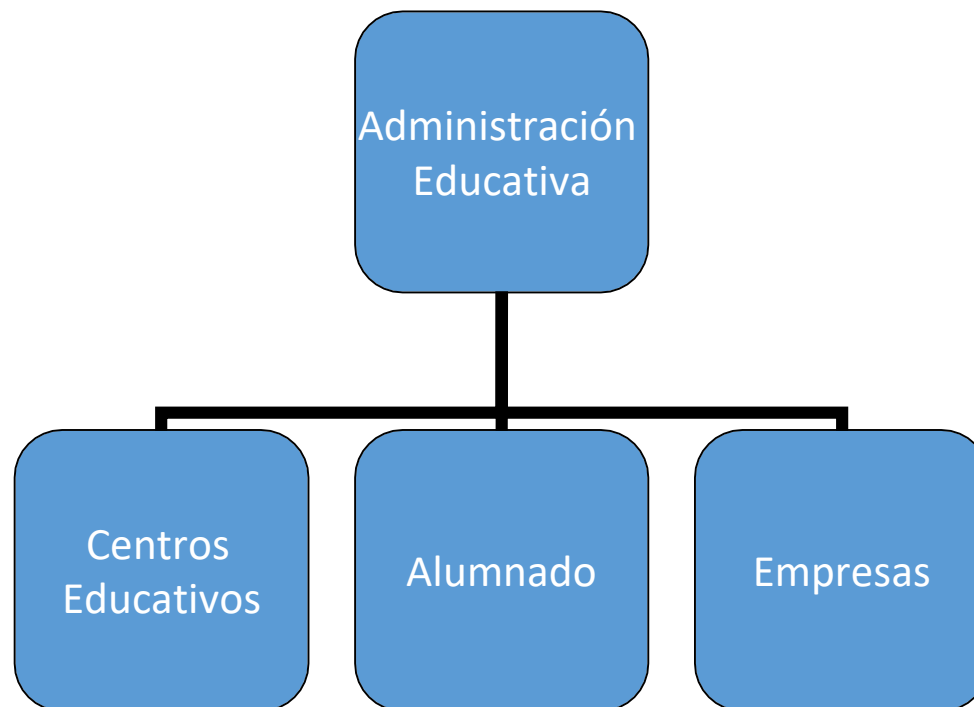 Administración
Educativa
Centros
Educativos
Alumnado
Empresas